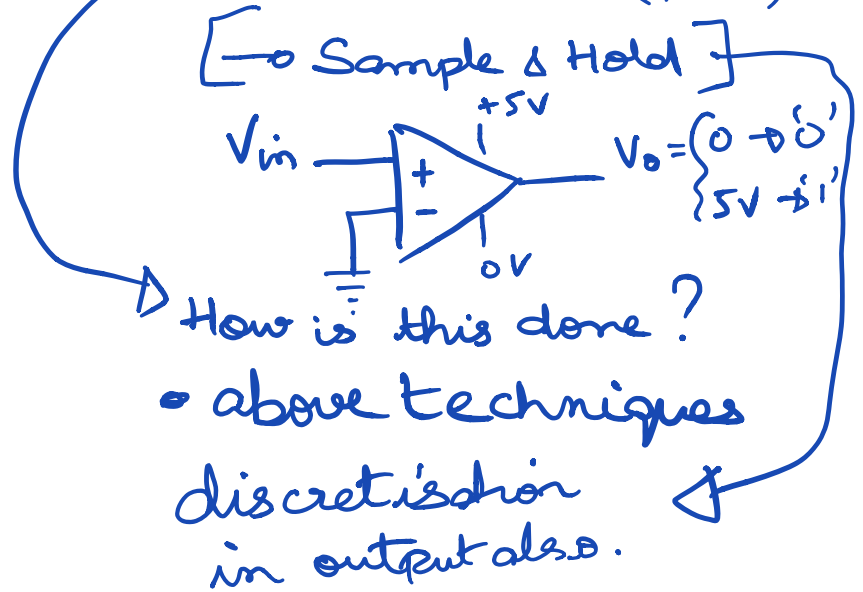 [→ Sample & Hold]
+5V
Vin
+
-
Vo = { 0 → '0'
5V → '1'
0V
How is this done?
• above techniques
discretisation
in output also.